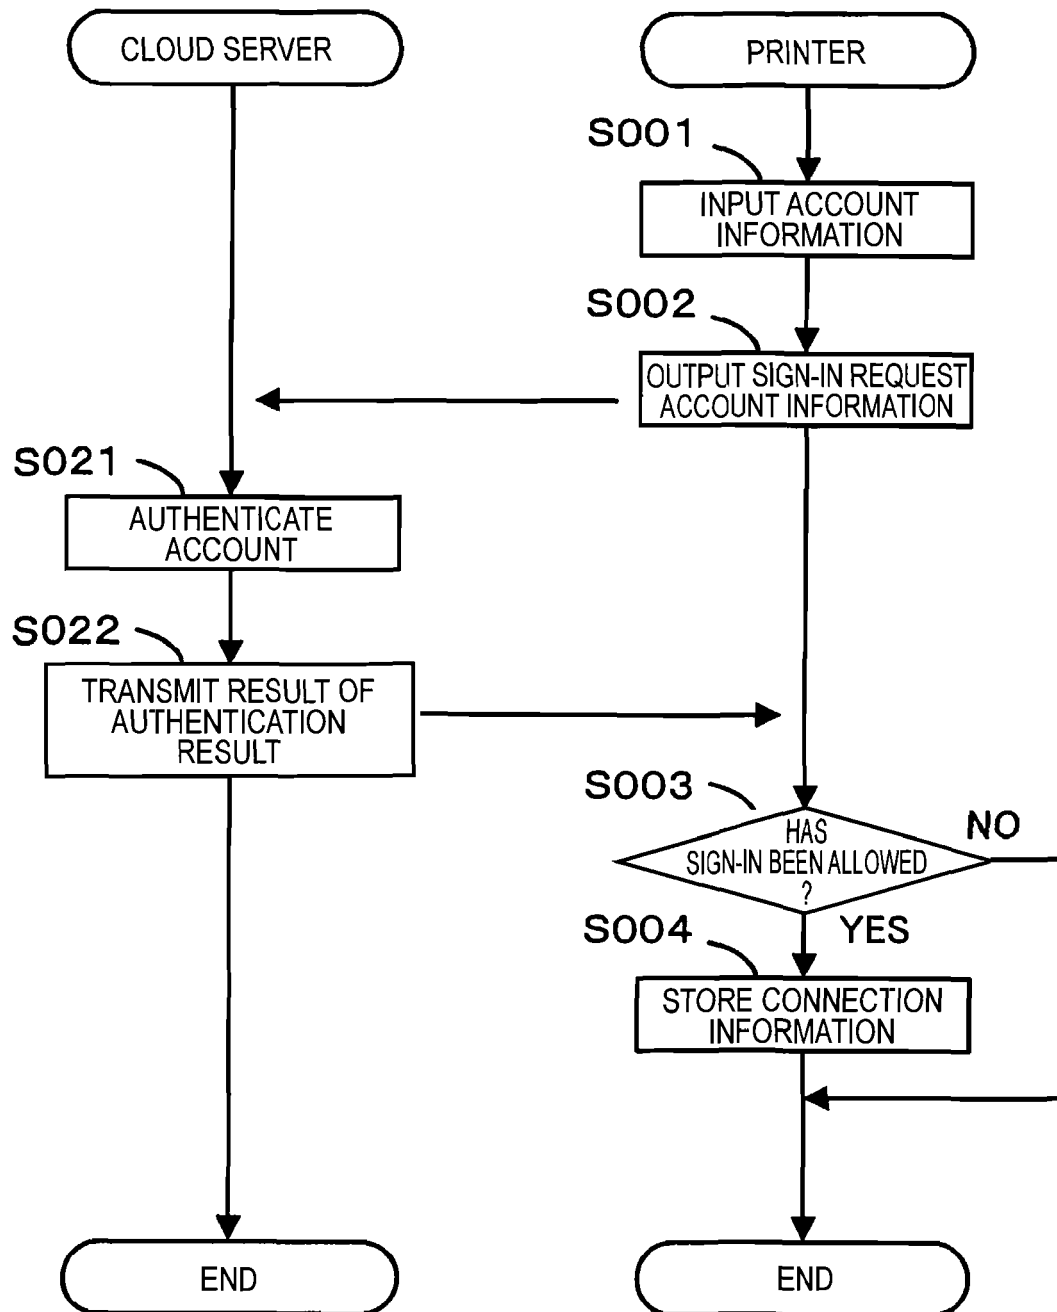 CLOUD SERVER
PRINTER
S001
INPUT ACCOUNT
INFORMATION
S002
OUTPUT SIGN-IN REQUEST
ACCOUNT INFORMATION
S021
AUTHENTICATE
ACCOUNT
S022
TRANSMIT RESULT OF
AUTHENTICATION
RESULT
S003
HAS
SIGN-IN BEEN ALLOWED
?
NO
YES
S004
STORE CONNECTION
INFORMATION
END
END